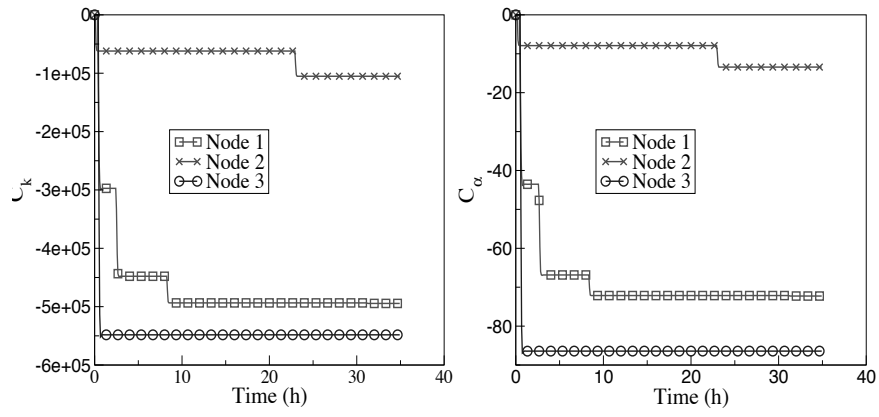 0
-1e+05
-2e+05
-3e+05
-4e+05
-5e+05
-6e+05
C_k
0 10 20 30 40
Time (h)
Node 1
Node 2
Node 3
0
-20
-40
-60
-80
C_α
0 10 20 30 40
Time (h)
Node 1
Node 2
Node 3